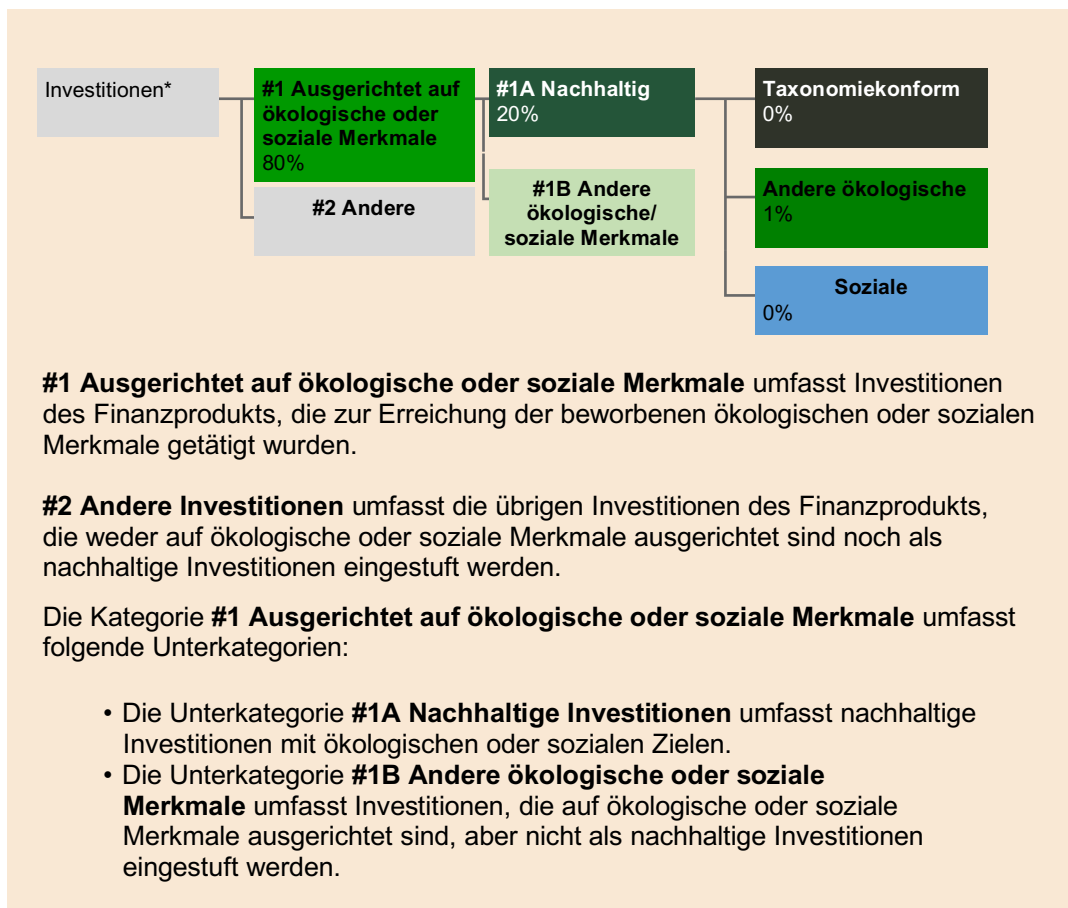 Investitionen*
#1 Ausgerichtet auf
ökologische oder
soziale Merkmale
80%
#2 Andere
#1A Nachhaltig
20%
#1B Andere
ökologische/
soziale Merkmale
Taxonomiekonform
0%
Andere ökologische
1%
Soziale
0%
#1 Ausgerichtet auf ökologische oder soziale Merkmale umfasst Investitionen
des Finanzprodukts, die zur Erreichung der beworbenen ökologischen oder sozialen
Merkmale getätigt wurden.
#2 Andere Investitionen umfasst die übrigen Investitionen des Finanzprodukts,
die weder auf ökologische oder soziale Merkmale ausgerichtet sind noch als
nachhaltige Investitionen eingestuft werden.
Die Kategorie #1 Ausgerichtet auf ökologische oder soziale Merkmale umfasst
folgende Unterkategorien:
• Die Unterkategorie #1A Nachhaltige Investitionen umfasst nachhaltige
Investitionen mit ökologischen oder sozialen Zielen.
• Die Unterkategorie #1B Andere ökologische oder soziale
Merkmale umfasst Investitionen, die auf ökologische oder soziale
Merkmale ausgerichtet sind, aber nicht als nachhaltige Investitionen
eingestuft werden.